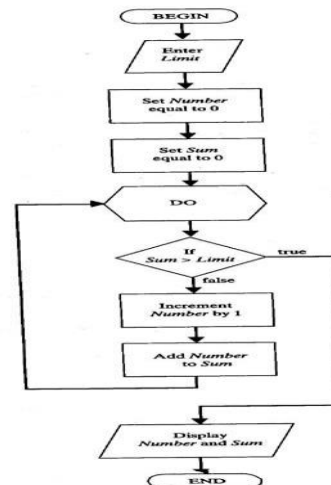 BEGIN
Enter
Limit
Set Number
equal to 0
Set Sum
equal to 0
DO
If
Sum > Limit
true
false
Increment
Number by 1
Add Number
to Sum
Display
Number and Sum
END